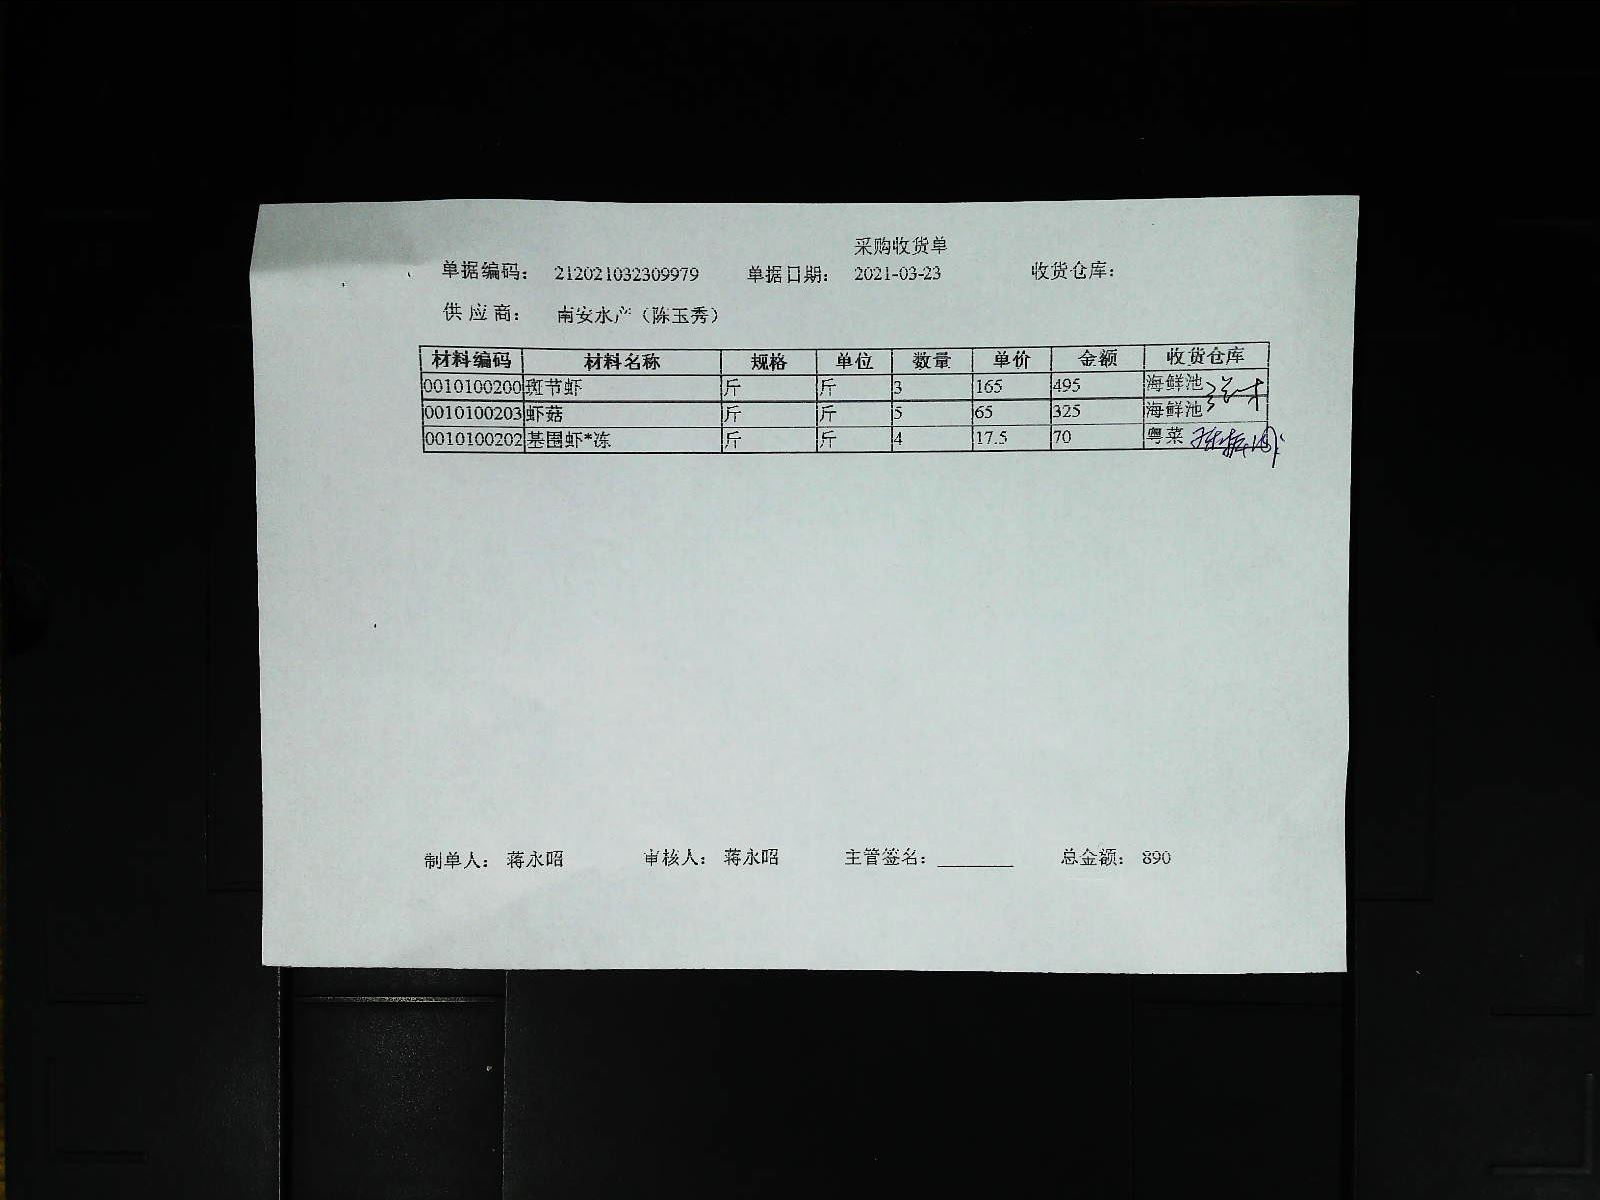 采购收货单
单据编码： 212021032309979 单据日期： 2021-03-23 收货仓库：
供应商： 南安水产（陈玉秀）
材料编码 材料名称 规格 单位 数量 单价 金额 收货仓库
0010100200 斑节虾 斤 斤 3 165 495 海鲜池
0010100203 虾菇 斤 斤 5 65 325 海鲜池
0010100202 基围虾*冻 斤 斤 4 17.5 70 粤菜
制单人： 蒋永昭 审核人： 蒋永昭 主管签名：________ 总金额： 890